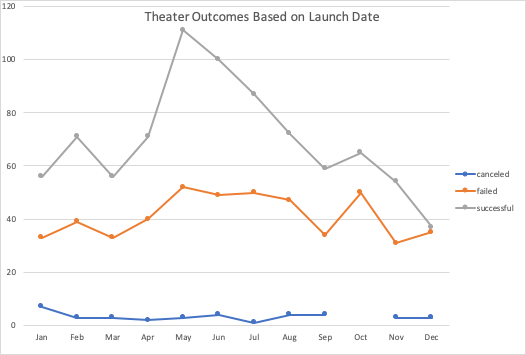 Theater Outcomes Based on Launch Date
120
100
80
60
40
20
0
Jan Feb Mar Apr May Jun Jul Aug Sep Oct Nov Dec
canceled
failed
successful